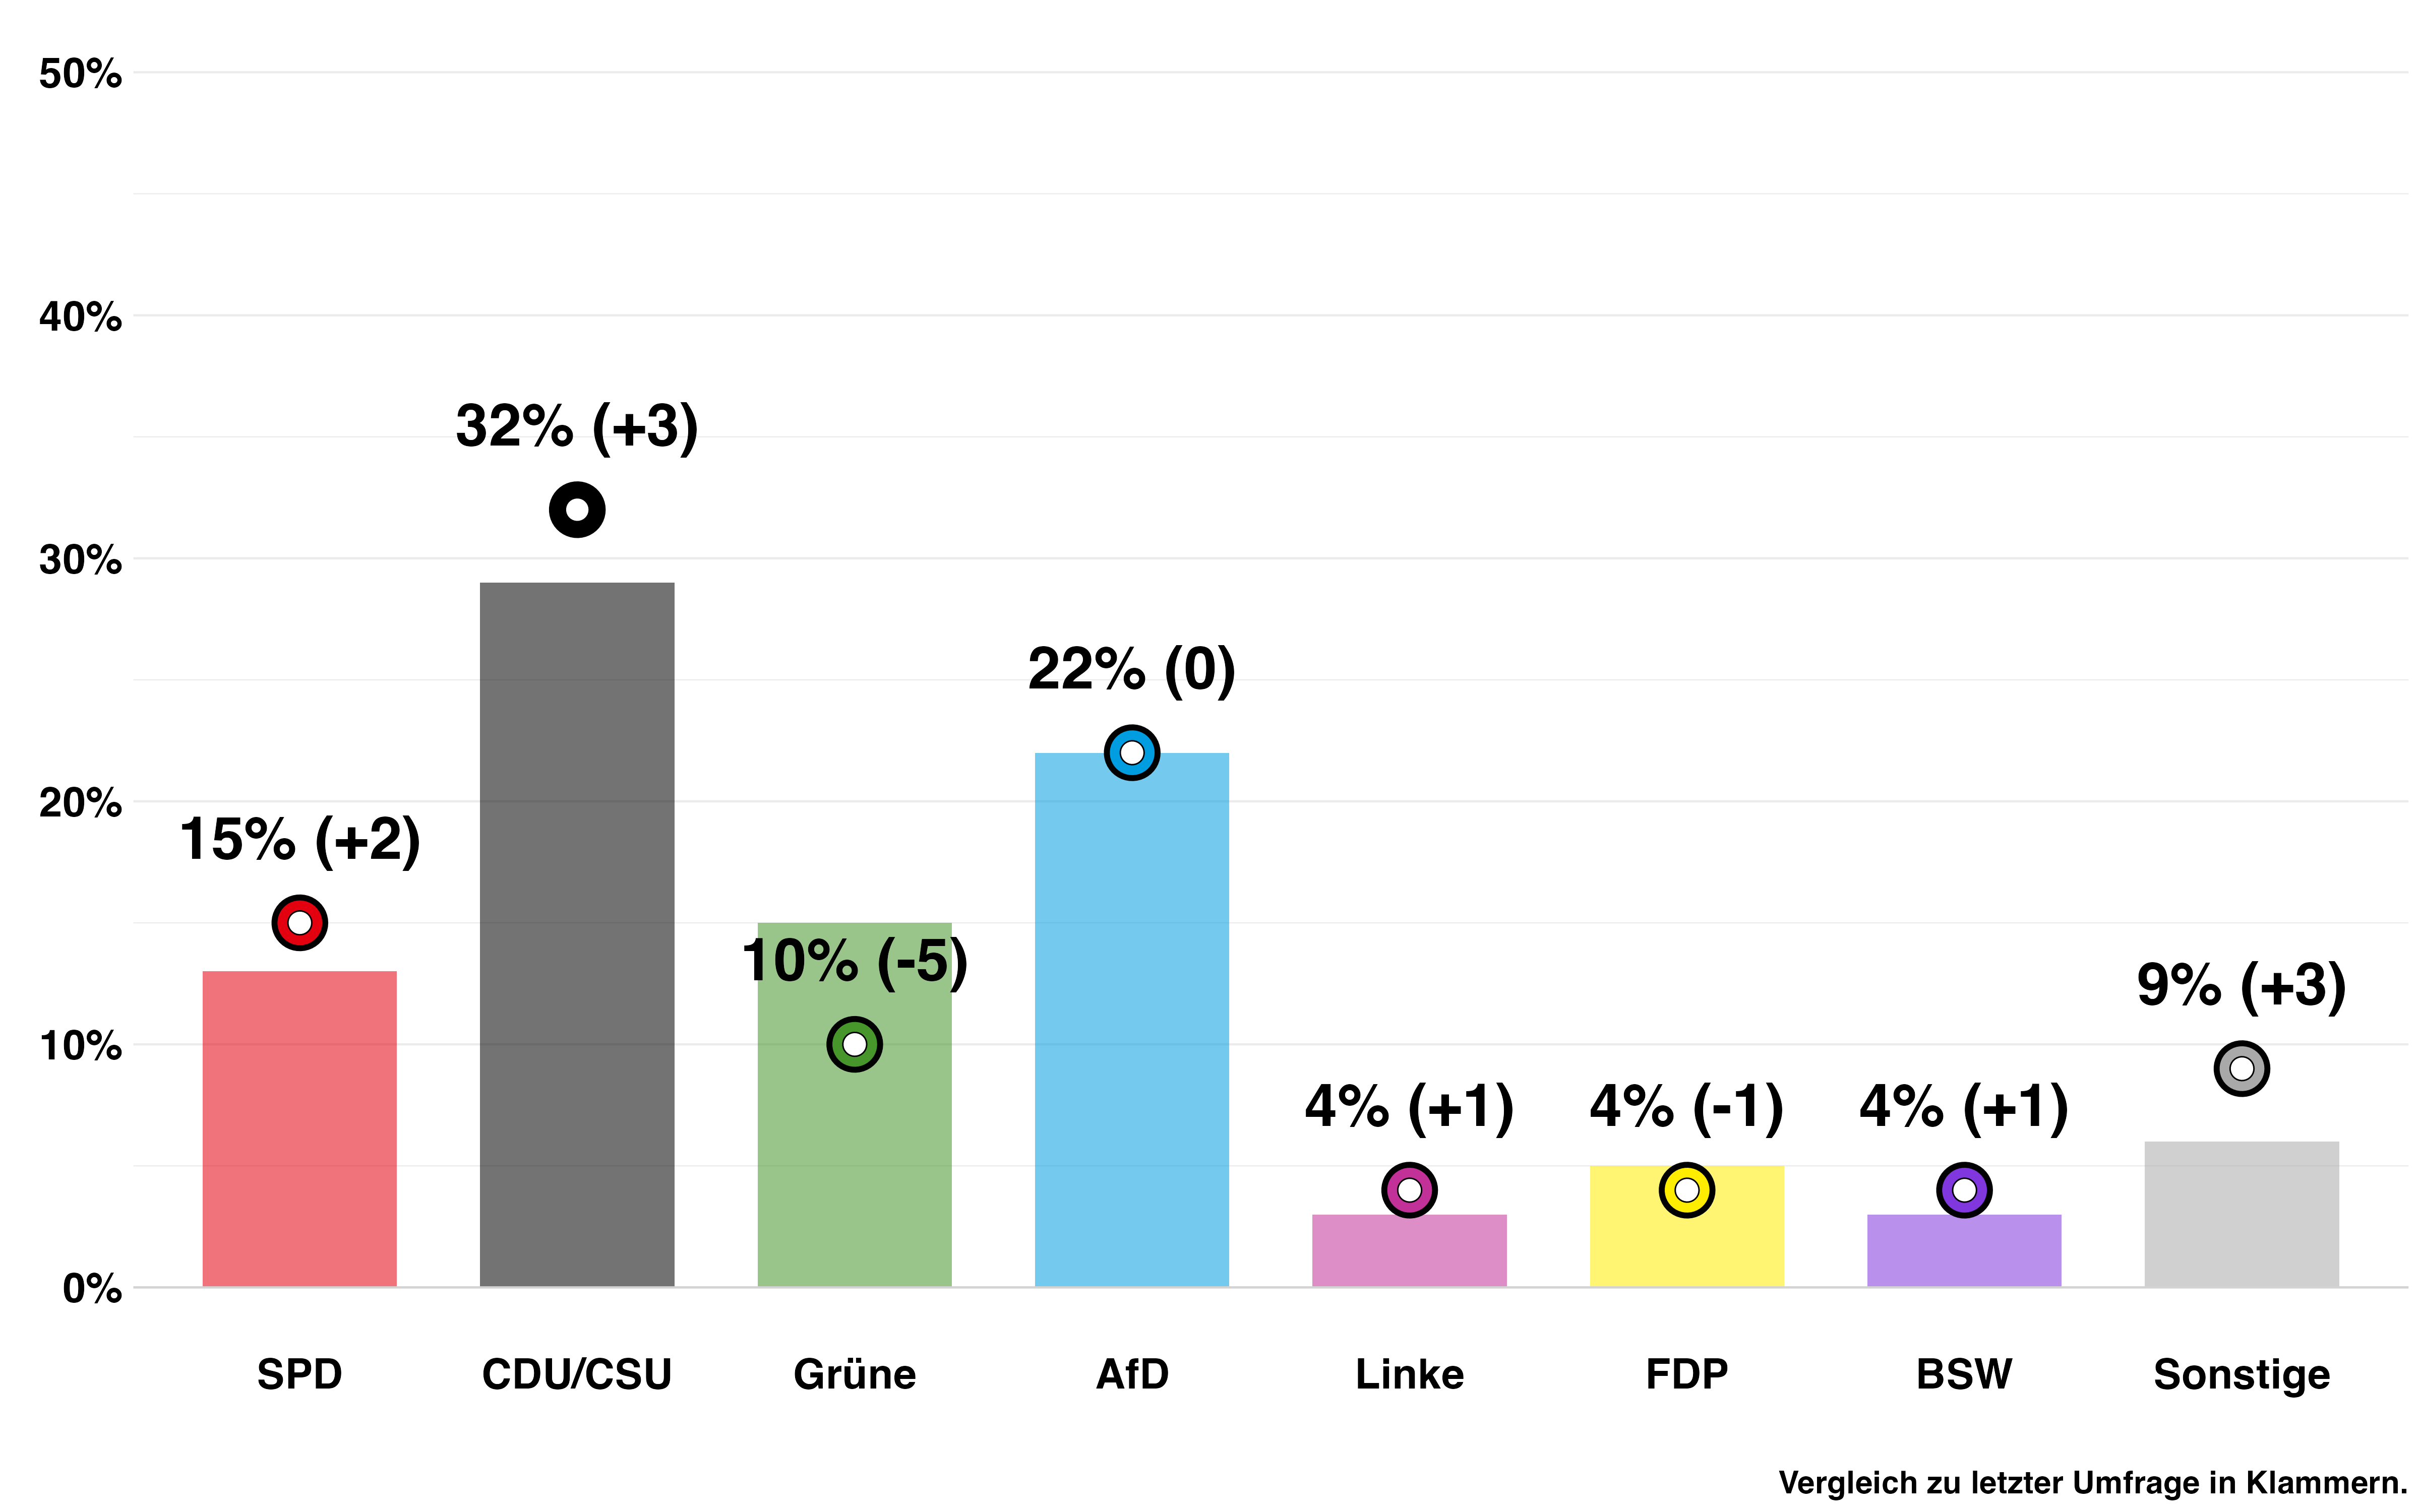 50%
40%
32% (+3)
30%
22% (0)
20%
15% (+2)
10% (-5)
9% (+3)
10%
4% (+1)
4% (-1)
4% (+1)
0%
SPD
CDU/CSU
Grüne
AfD
Linke
FDP
BSW
Sonstige
Vergleich zu letzter Umfrage in Klammern.